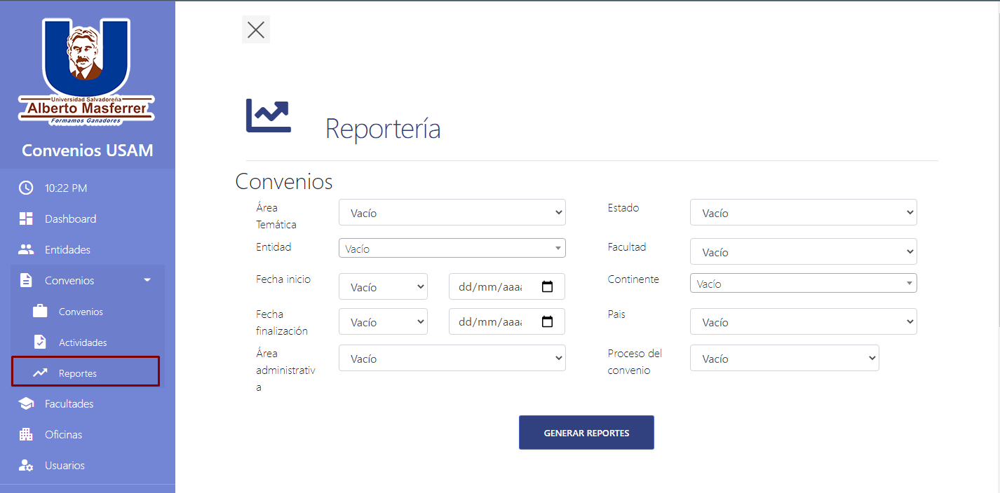 Universidad Salvadoreña
Alberto Masferrer
Formamos Ganadores
Convenios USAM
10:22 PM
Dashboard
Entidades
Convenios
Convenios
Actividades
Reportes
Facultades
Oficinas
Usuarios
Reportería
Convenios
Área
Temática
Vacío
Estado
Vacío
Entidad
Vacío
Facultad
Vacío
Fecha inicio
Vacío
dd/mm/aaaa
Continente
Vacío
Fecha
finalización
Vacío
dd/mm/aaaa
Pais
Vacío
Área
administrativ
a
Vacío
Proceso del
convenio
Vacío
GENERAR REPORTES